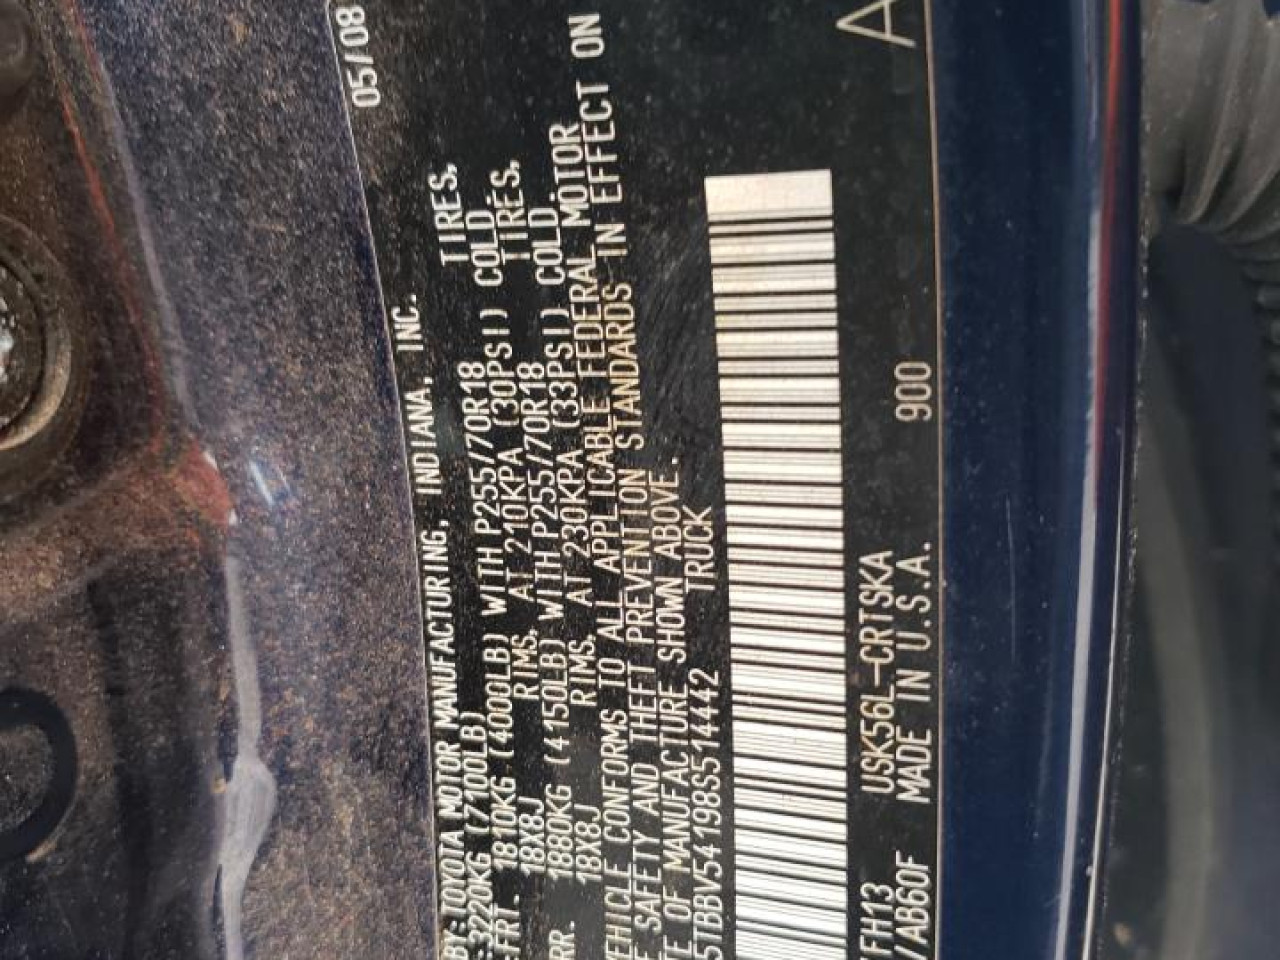 05/08
BY: TOYOTA MOTOR MANUFACTURING, INDIANA, INC.
:3220KG (7100LB)
:FRT. 1810KG (4000LB) WITH P255/70R18 TIRES,
18X8J RIMS, AT 210KPA (30PSI) COLD.
RR. 1880KG (4150LB) WITH P255/70R18 TIRES,
18X8J RIMS, AT 230KPA (33PSI) COLD.
VEHICLE CONFORMS TO ALL APPLICABLE FEDERAL MOTOR
E SAFETY AND THEFT PREVENTION STANDARDS IN EFFECT ON
TE OF MANUFACTURE SHOWN ABOVE.
5TBBV54198S514442 TRUCK
FH13 USK56L-CRTSKA
/AB60F MADE IN U.S.A. 900
A